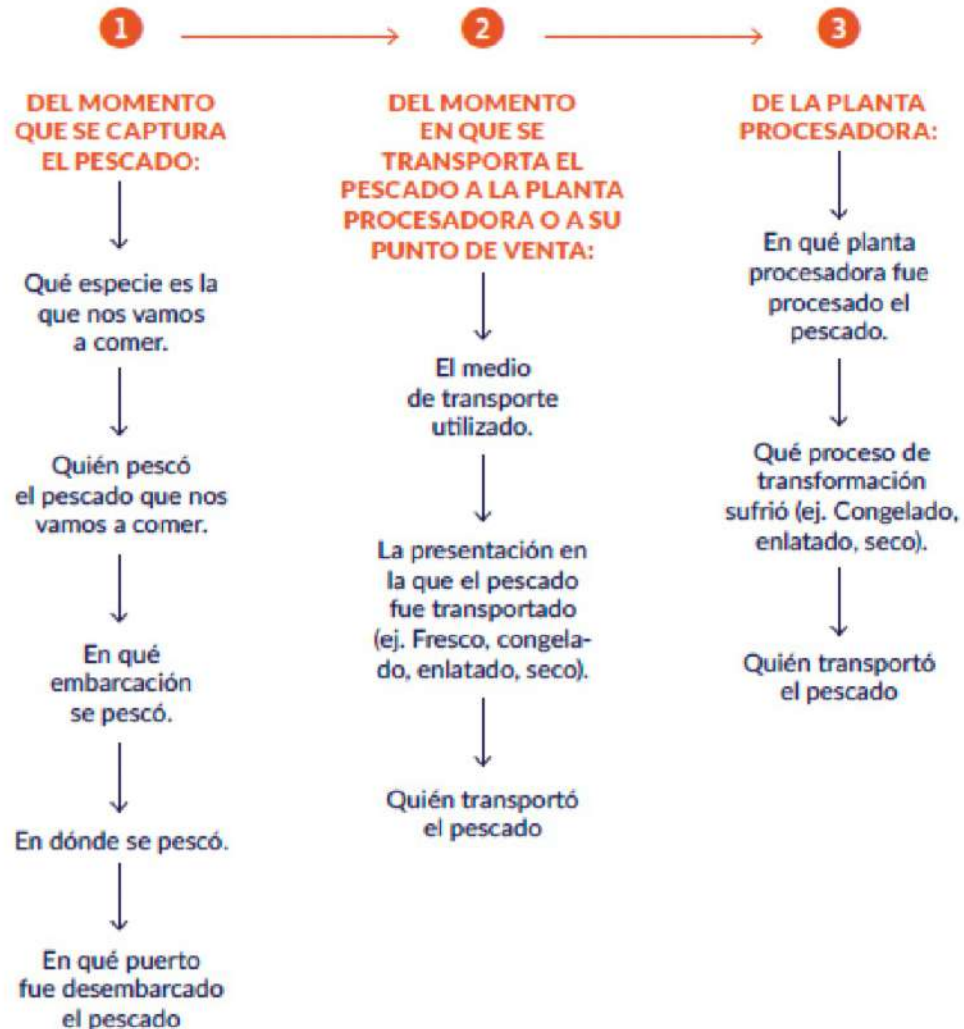 1
DEL MOMENTO
QUE SE CAPTURA
EL PESCADO:
Qué especie es la
que nos vamos
a comer.
Quién pescó
el pescado que nos
vamos a comer.
En qué
embarcación
se pescó.
En dónde se pescó.
En qué puerto
fue desembarcado
el pescado
2
DEL MOMENTO
EN QUE SE
TRANSPORTA EL
PESCADO A LA PLANTA
PROCESADORA O A SU
PUNTO DE VENTA:
El medio
de transporte
utilizado.
La presentación en
la que el pescado
fue transportado
(ej. Fresco, congela-
do, enlatado, seco).
Quién transportó
el pescado
3
DE LA PLANTA
PROCESADORA:
En qué planta
procesadora fue
procesado el
pescado.
Qué proceso de
transformación
sufrió (ej. Congelado,
enlatado, seco).
Quién transportó
el pescado